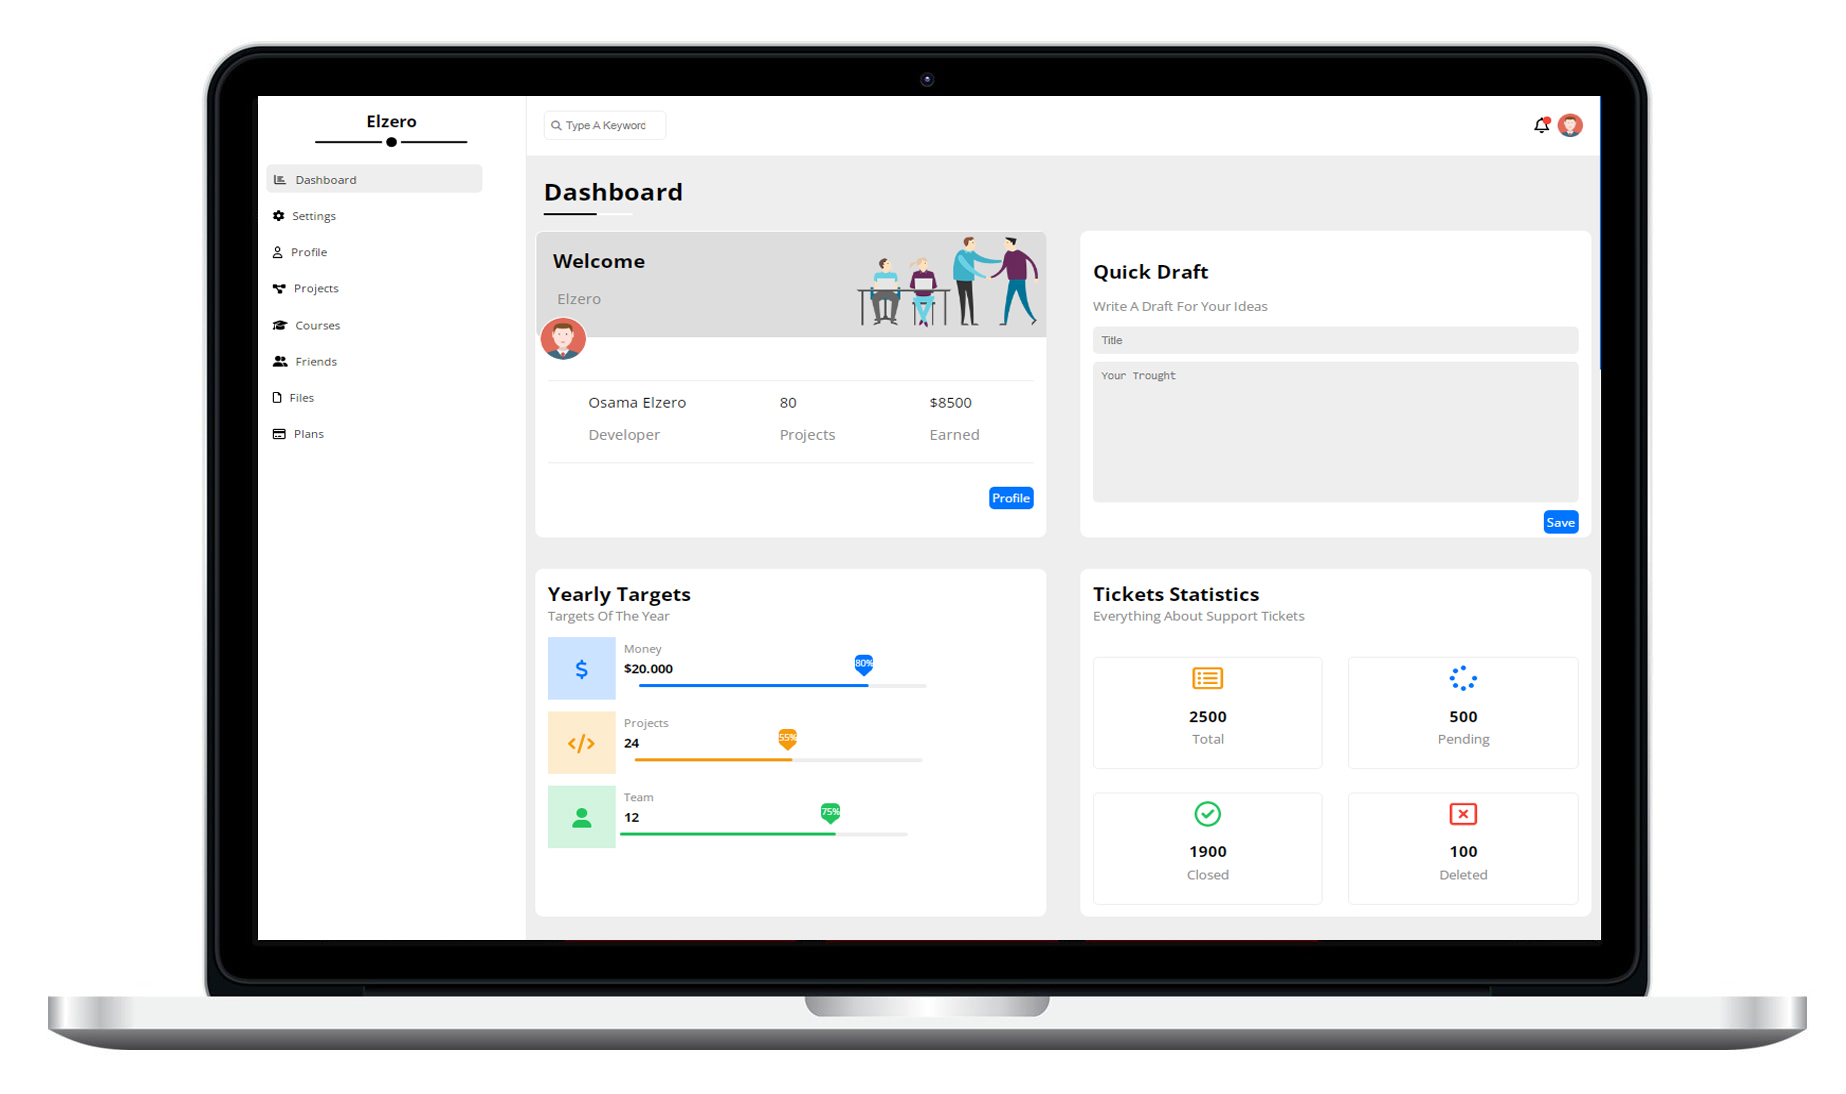 Elzero
Dashboard
Settings
Profile
Projects
Courses
Friends
Files
Plans
Type A Keyword
Dashboard
Welcome
Elzero
Osama Elzero
80
$8500
Developer
Projects
Earned
Profile
Quick Draft
Write A Draft For Your Ideas
Title
Your Trought
Save
Yearly Targets
Targets Of The Year
$
Money
$20.000
80%
</>
Projects
24
55%
Team
12
75%
Tickets Statistics
Everything About Support Tickets
2500
Total
500
Pending
1900
Closed
100
Deleted